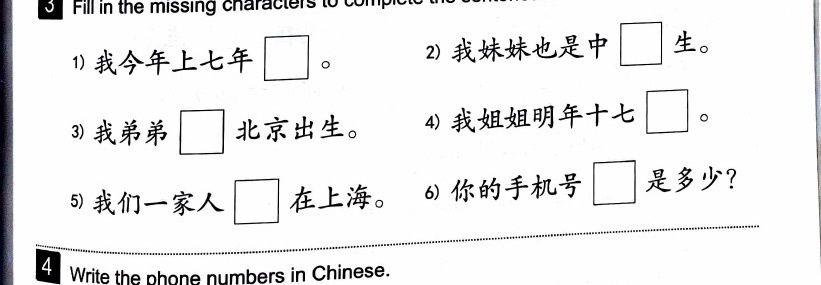 3 Fill in the missing characters to complete the
1) 我今年上七年□。 2) 我妹妹也是中□生。
3) 我弟弟□北京出生。 4) 我姐姐明年十七□。
5) 我们一家人□在上海。 6) 你的手机号□是多少？
4 Write the phone numbers in Chinese.